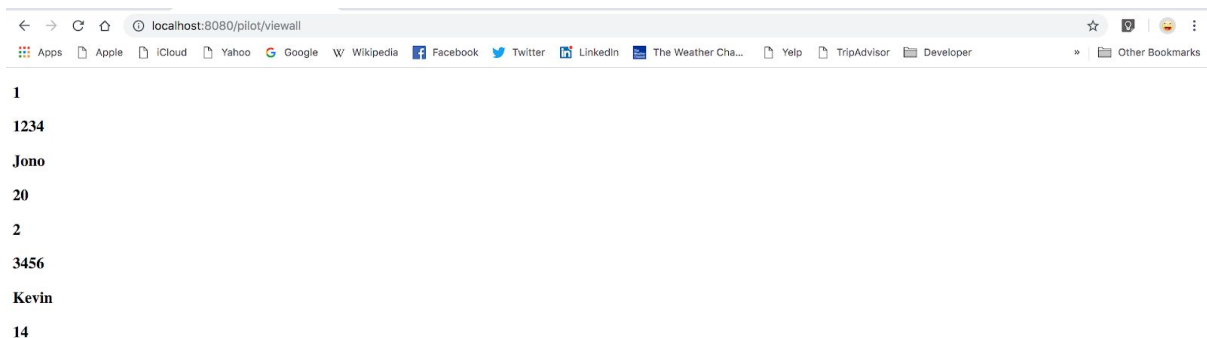 localhost:8080/pilot/viewall
Apps Apple iCloud Yahoo Google Wikipedia Facebook Twitter LinkedIn The Weather Cha... Yelp TripAdvisor Developer » Other Bookmarks
1
1234
Jono
20
2
3456
Kevin
14